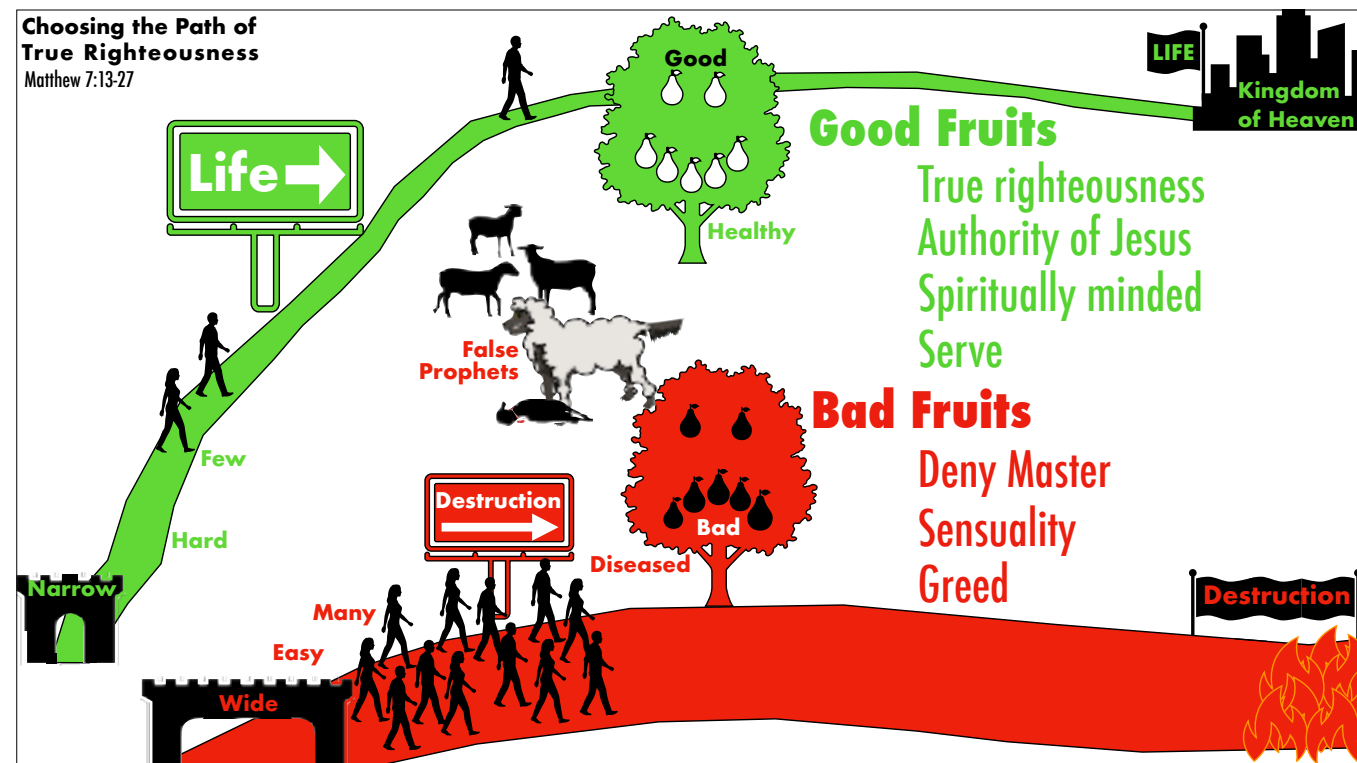 Choosing the Path of
True Righteousness
Matthew 7:13-27
Good
LIFE
Kingdom
of Heaven
Life
Healthy
Good Fruits
True righteousness
Authority of Jesus
Spiritually minded
Serve
False
Prophets
Few
Hard
Narrow
Bad Fruits
Deny Master
Sensuality
Greed
Destruction
Bad
Diseased
Many
Easy
Wide
Destruction